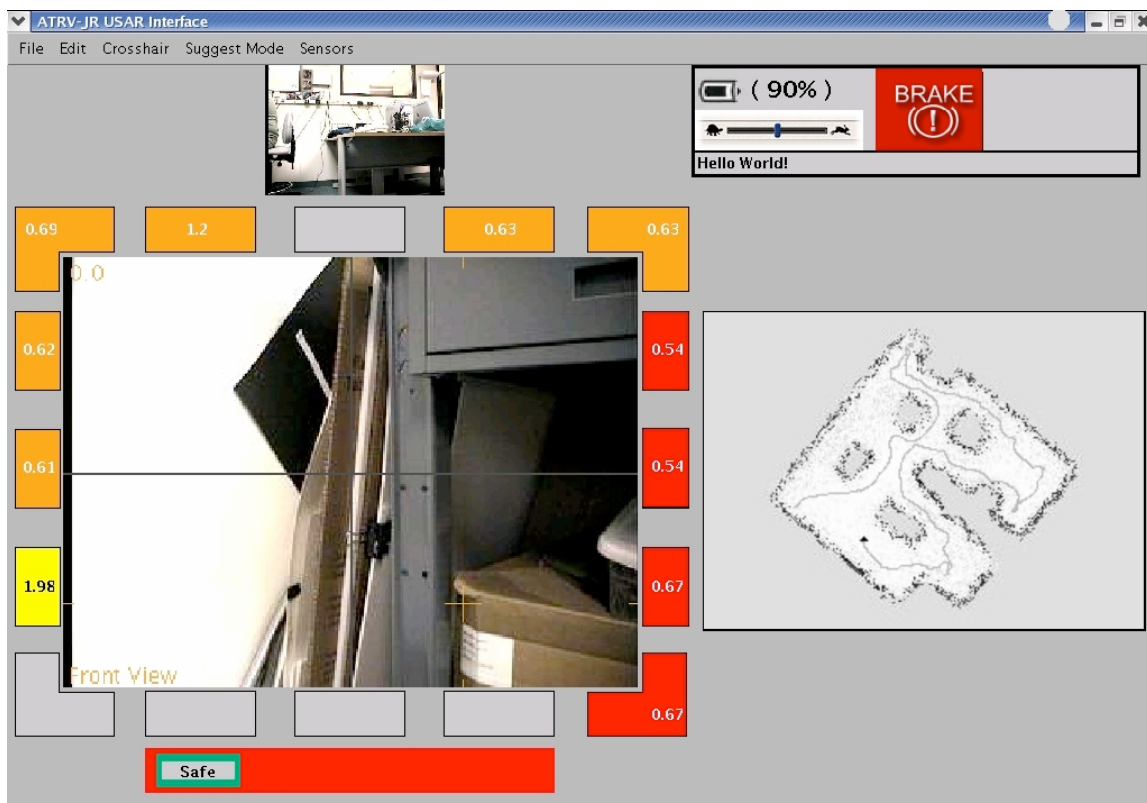 ATRV-JR USAR Interface
File Edit Crosshair Suggest Mode Sensors
( 90% )
BRAKE
(!)
Hello World!
0.69 1.2 0.63 0.63
0.0
0.62 0.54
0.61 0.54
1.98 0.67
Front View
0.67
Safe